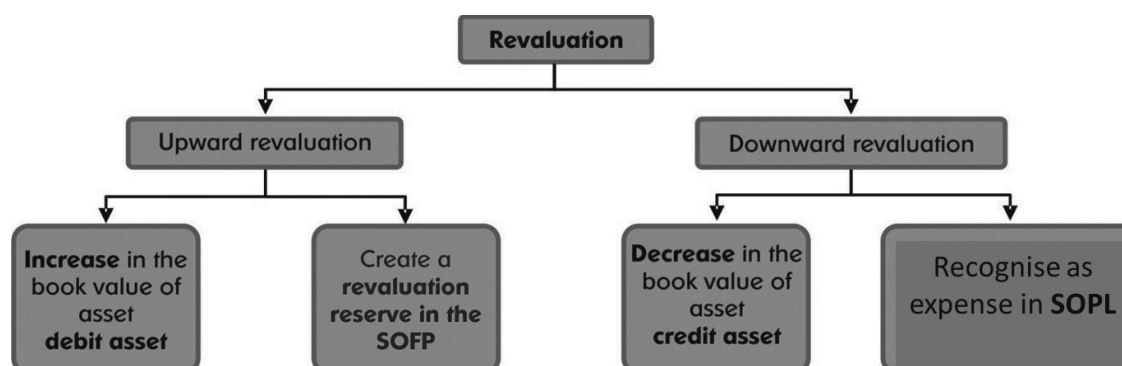 Revaluation
Upward revaluation
Downward revaluation
Increase in the
book value of
asset
debit asset
Create a
revaluation
reserve in the
SOFP
Decrease in the
book value of
asset
credit asset
Recognise as
expense in SOPL